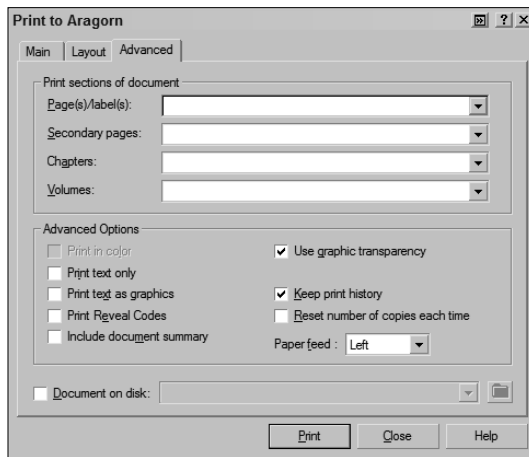 Print to Aragorn
Main Layout Advanced
Print sections of document
Page(s)/label(s):
Secondary pages:
Chapters:
Volumes:
Advanced Options
Print in color
Use graphic transparency
Print text only
Print text as graphics
Keep print history
Print Reveal Codes
Reset number of copies each time
Include document summary
Paper feed : Left
Document on disk:
Print Close Help